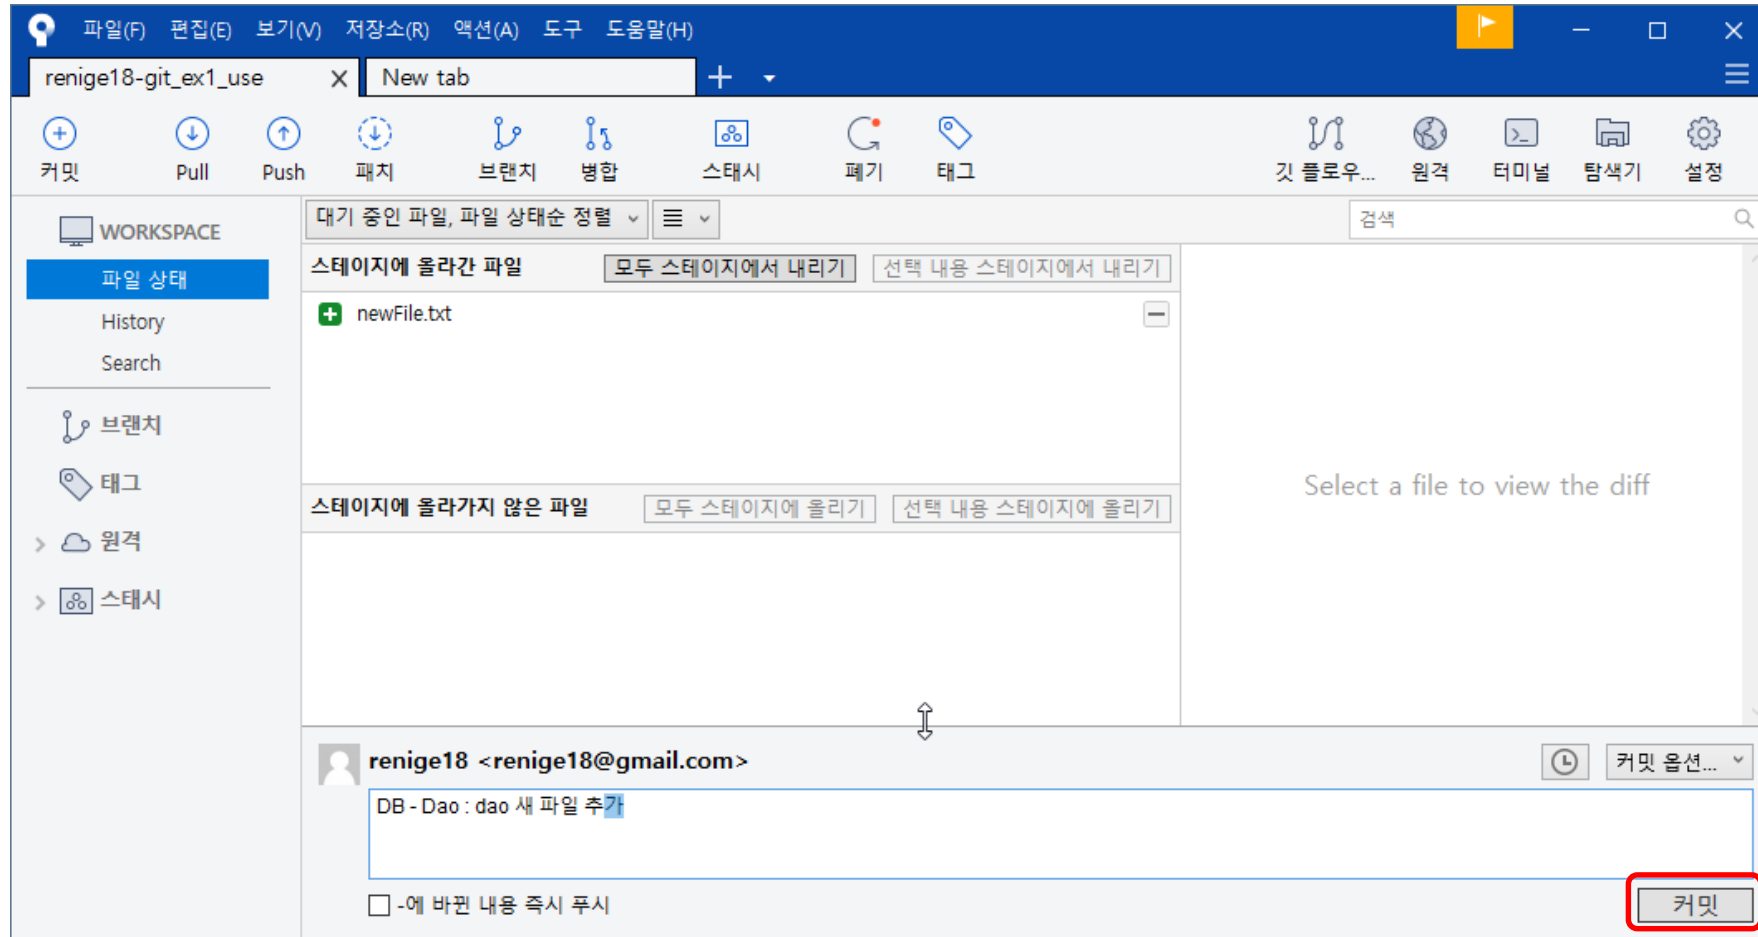 파일(F) 편집(E) 보기(V) 저장소(R) 액션(A) 도구 도움말(H)
renige18-git_ex1_use New tab
커밋 Pull Push 패치 브랜치 병합 스태시 폐기 태그 깃 플로우... 원격 터미널 탐색기 설정
WORKSPACE
파일 상태
History
Search
브랜치
태그
원격
스태시
대기 중인 파일, 파일 상태순 정렬 검색
스테이지에 올라간 파일 모두 스테이지에서 내리기 선택 내용 스테이지에서 내리기
newFile.txt
스테이지에 올라가지 않은 파일 모두 스테이지에 올리기 선택 내용 스테이지에 올리기
Select a file to view the diff
renige18 <renige18@gmail.com> 커밋 옵션...
DB - Dao : dao 새 파일 추가
-에 바뀐 내용 즉시 푸시 커밋